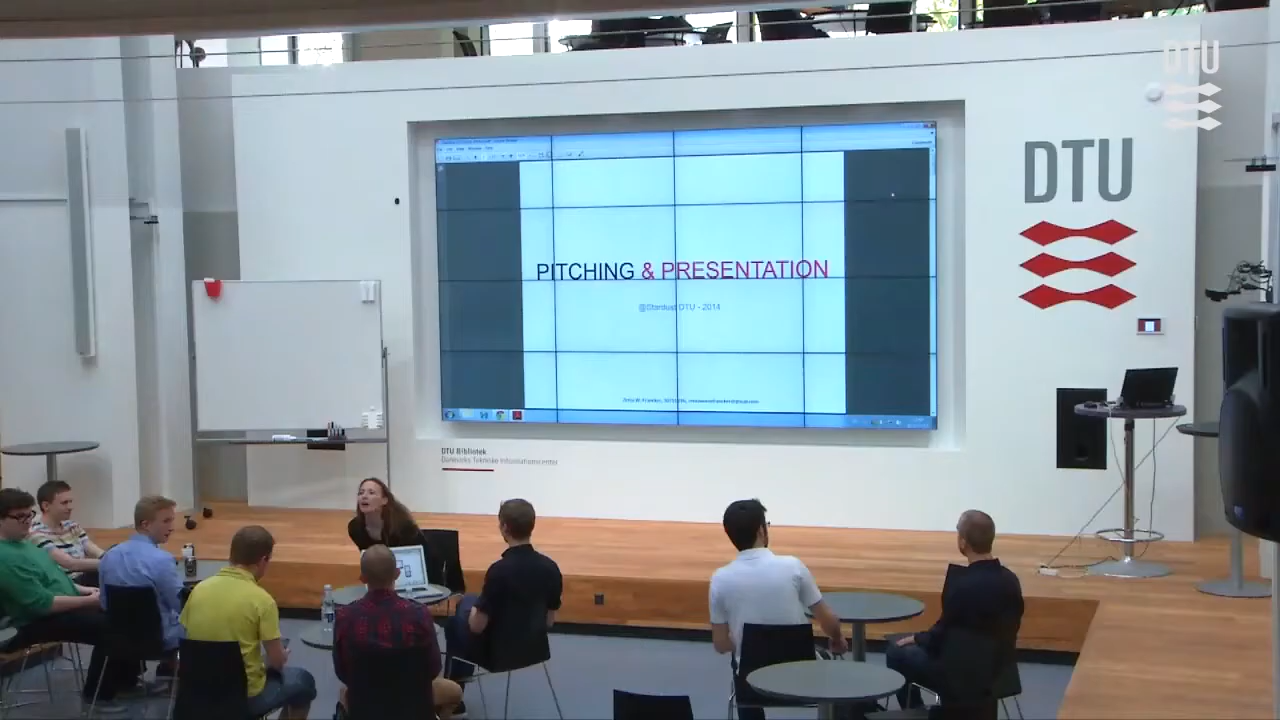 DTU
DTU
PITCHING & PRESENTATION
@Stardust DTU - 2014
DTU Bibliotek
Danmarks Tekniske Informationscenter